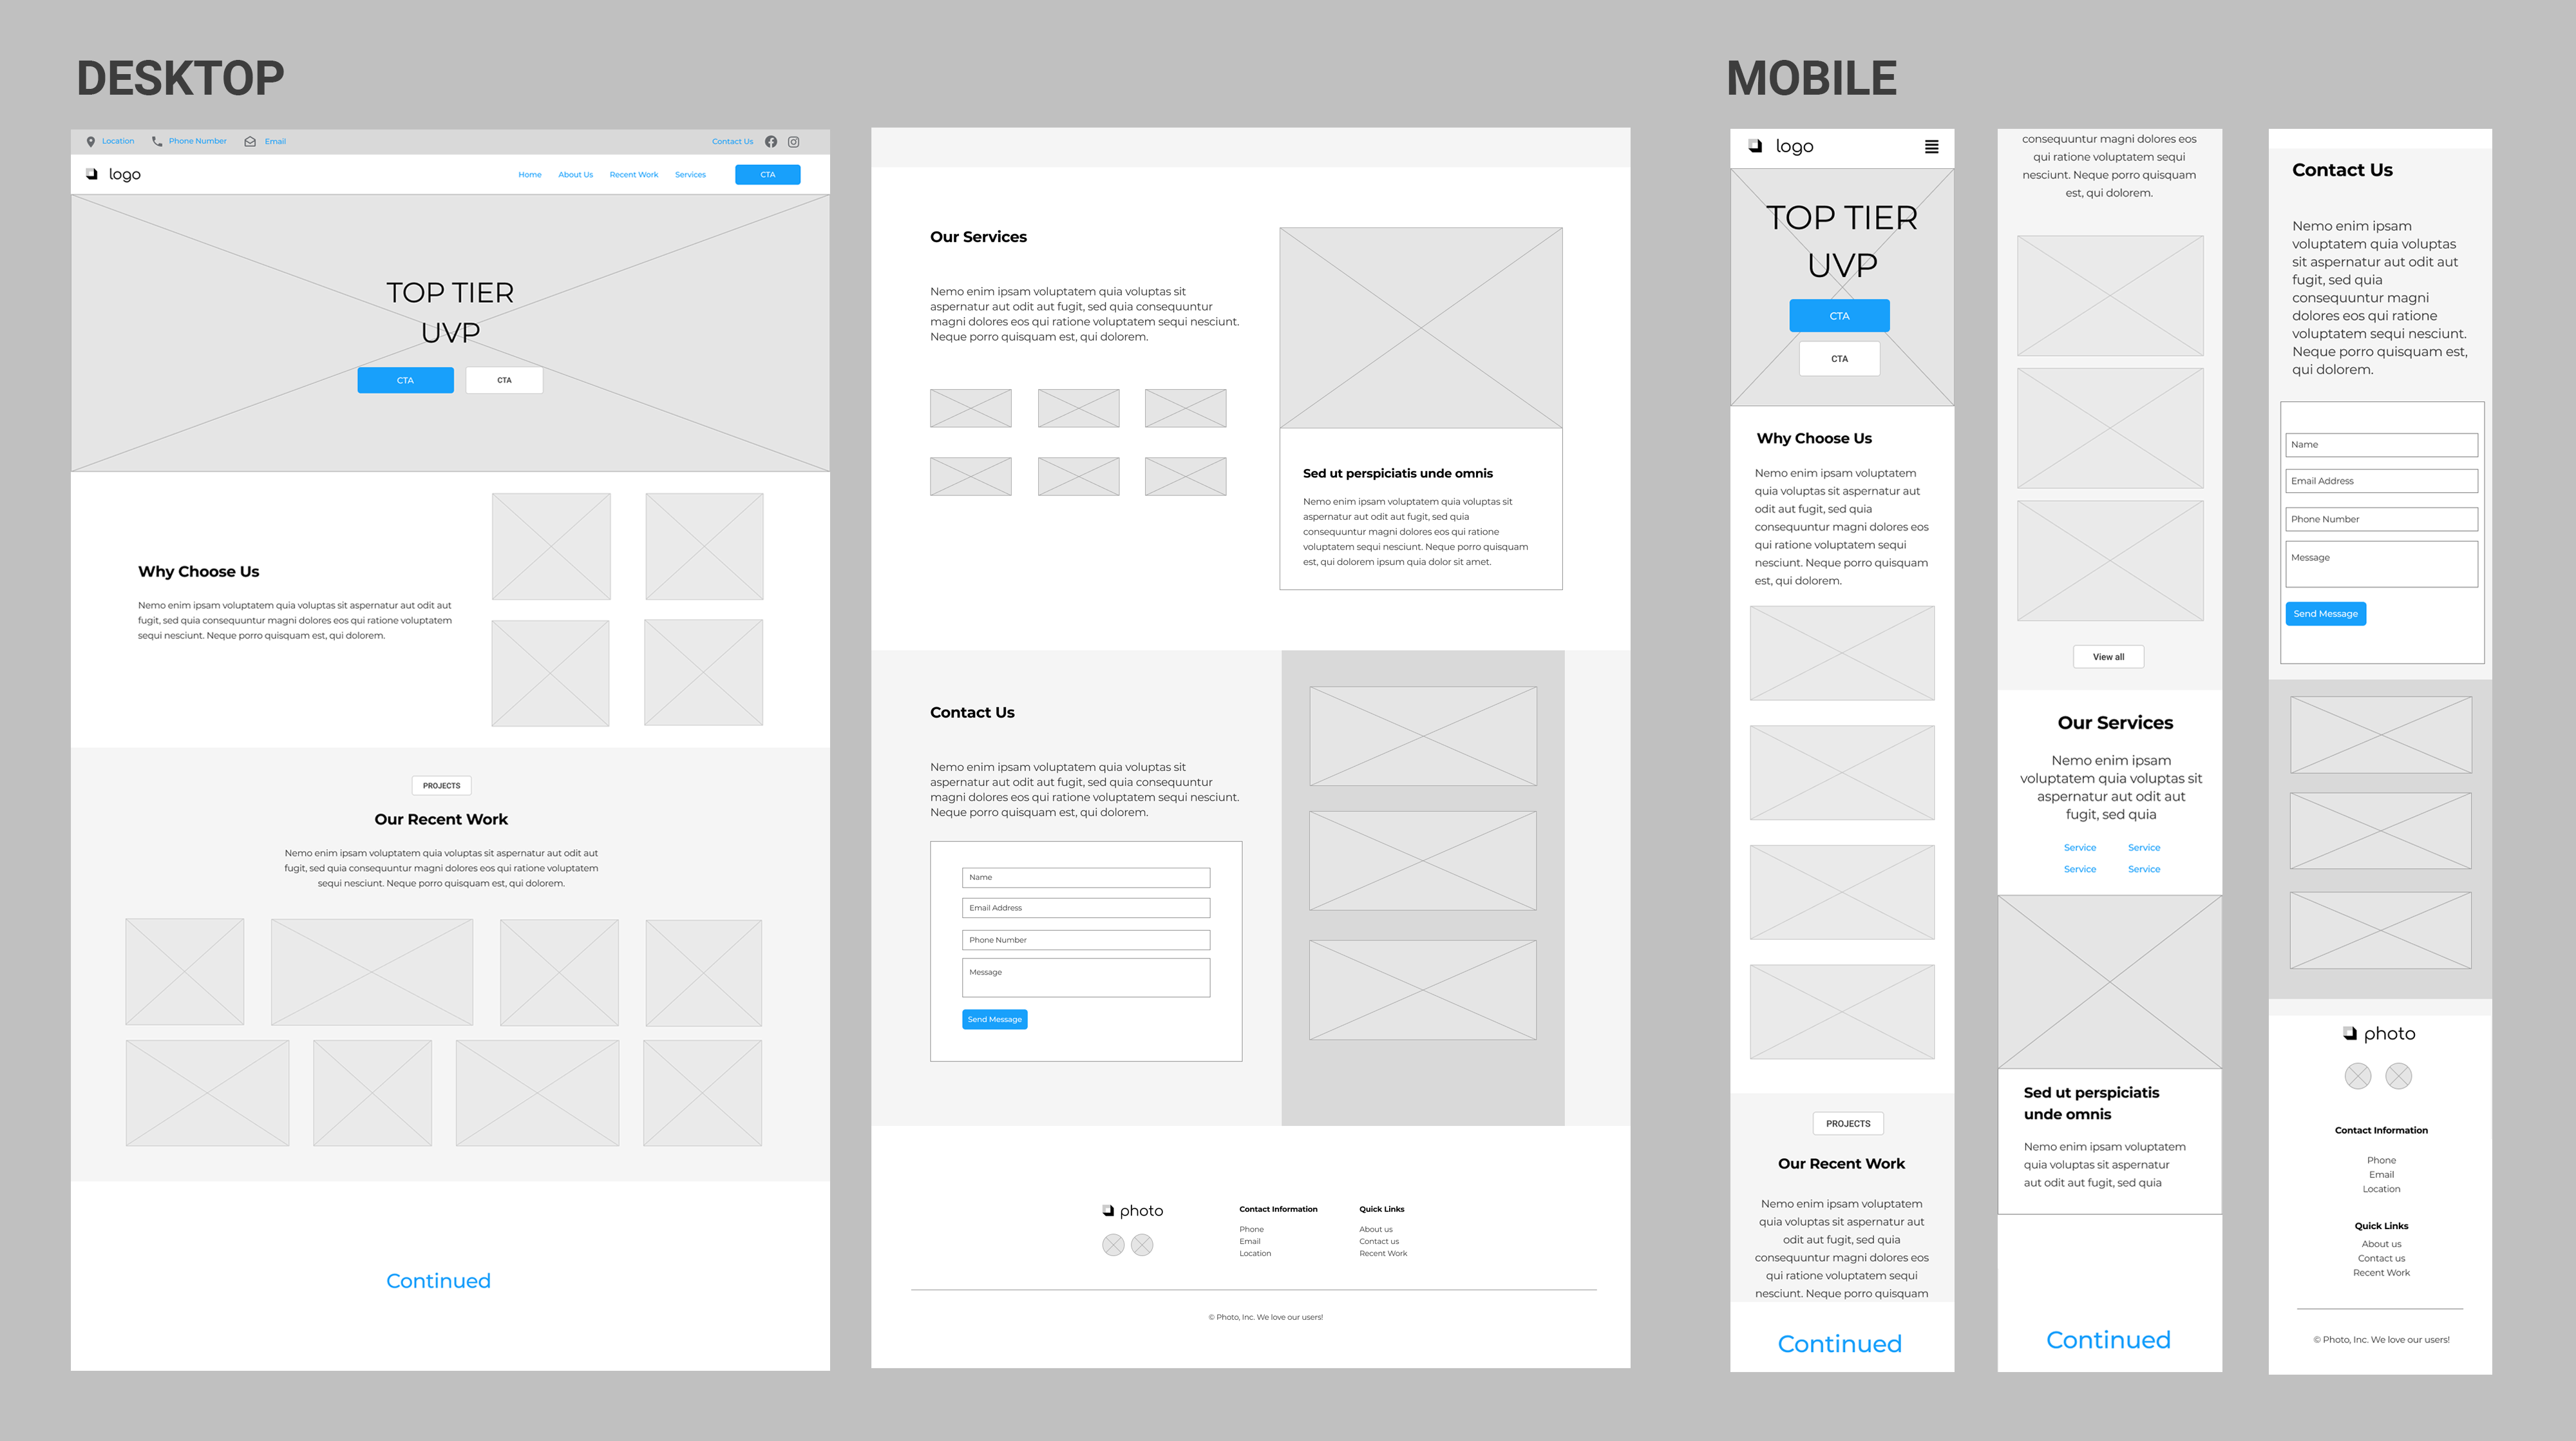 DESKTOP
Location
Phone Number
Email
Contact Us
logo
Home
About Us
Recent Work
Services
CTA
TOP TIER
UVP
CTA
CTA
Why Choose Us
Nemo enim ipsam voluptatem quia voluptas sit aspernatur aut odit aut
fugit, sed quia consequuntur magni dolores eos qui ratione voluptatem
sequi nesciunt. Neque porro quisquam est, qui dolorem.
PROJECTS
Our Recent Work
Nemo enim ipsam voluptatem quia voluptas sit aspernatur aut odit aut
fugit, sed quia consequuntur magni dolores eos qui ratione voluptatem
sequi nesciunt. Neque porro quisquam est, qui dolorem.
Continued
Our Services
Nemo enim ipsam voluptatem quia voluptas sit
aspernatur aut odit aut fugit, sed quia consequuntur
magni dolores eos qui ratione voluptatem sequi nesciunt.
Neque porro quisquam est, qui dolorem.
Sed ut perspiciatis unde omnis
Nemo enim ipsam voluptatem quia voluptas sit
aspernatur aut odit aut fugit, sed quia
consequuntur magni dolores eos qui ratione
voluptatem sequi nesciunt. Neque porro quisquam
est, qui dolorem ipsum quia dolor sit amet.
Contact Us
Nemo enim ipsam voluptatem quia voluptas sit
aspernatur aut odit aut fugit, sed quia consequuntur
magni dolores eos qui ratione voluptatem sequi nesciunt.
Neque porro quisquam est, qui dolorem.
Name
Email Address
Phone Number
Message
Send Message
photo
Contact Information
Phone
Email
Location
Quick Links
About us
Contact us
Recent Work
© Photo, Inc. We love our users!
MOBILE
logo
TOP TIER
UVP
CTA
CTA
Why Choose Us
Nemo enim ipsam voluptatem
quia voluptas sit aspernatur aut
odit aut fugit, sed quia
consequuntur magni dolores eos
qui ratione voluptatem sequi
nesciunt. Neque porro quisquam
est, qui dolorem.
PROJECTS
Our Recent Work
Nemo enim ipsam voluptatem
quia voluptas sit aspernatur aut
odit aut fugit, sed quia
consequuntur magni dolores eos
qui ratione voluptatem sequi
nesciunt. Neque porro quisquam
Continued
consequuntur magni dolores eos
qui ratione voluptatem sequi
nesciunt. Neque porro quisquam
est, qui dolorem.
View all
Our Services
Nemo enim ipsam
voluptatem quia voluptas sit
aspernatur aut odit aut
fugit, sed quia
Service Service
Service Service
Sed ut perspiciatis
unde omnis
Nemo enim ipsam voluptatem
quia voluptas sit aspernatur
aut odit aut fugit, sed quia
Continued
Contact Us
Nemo enim ipsam
voluptatem quia voluptas
sit aspernatur aut odit aut
fugit, sed quia
consequuntur magni
dolores eos qui ratione
voluptatem sequi nesciunt.
Neque porro quisquam est,
qui dolorem.
Name
Email Address
Phone Number
Message
Send Message
photo
Contact Information
Phone
Email
Location
Quick Links
About us
Contact us
Recent Work
© Photo, Inc. We love our users!